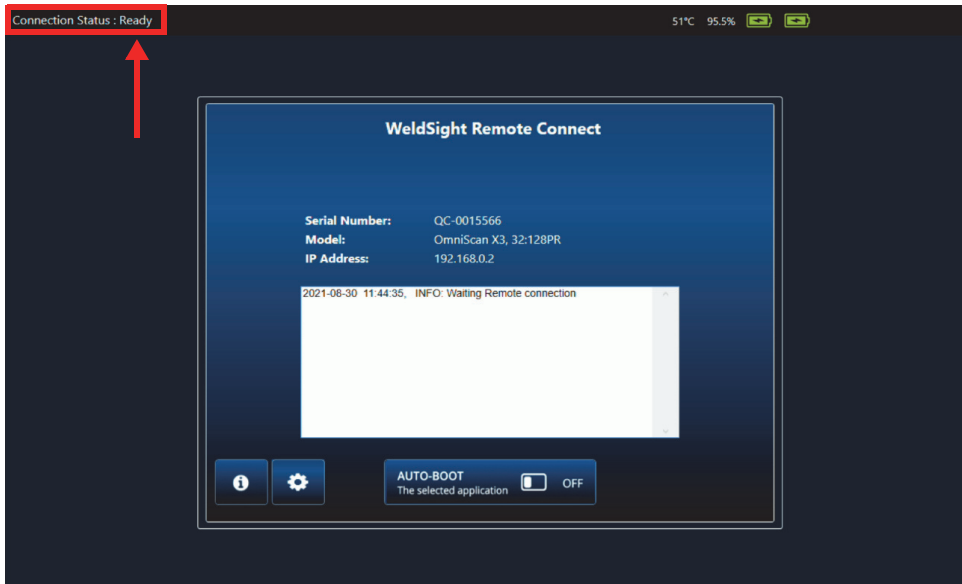 Connection Status : Ready
51°C 95.5%
WeldSight Remote Connect
Serial Number: QC-0015566
Model: OmniScan X3, 32:128PR
IP Address: 192.168.0.2
2021-08-30 11:44:35, INFO: Waiting Remote connection
AUTO-BOOT
The selected application
OFF